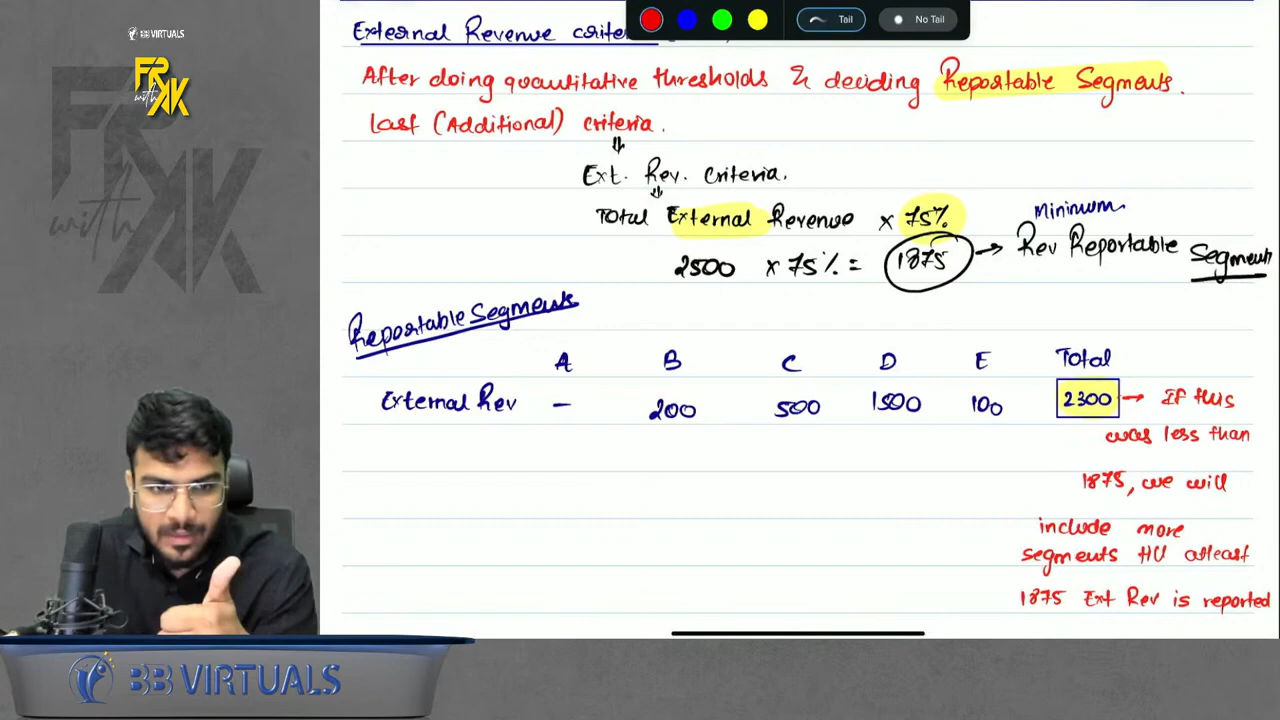 BB VIRTUALS
FR
with AK
External Revenue
Tail
No Tail
After doing quantitative thresholds & deciding Reportable Segments.
Last (Additional) criteria.
Ext. Rev. Criteria.
Total External Revenue x 75%
Minimum
2500 x 75% = 1875 → Rev Reportable Segments
Reportable Segments
A B C D E Total
External Rev — 200 500 1500 100 2300 → If this
was less than
1875, we will
include more
segments till atleast
1875 Ext Rev is reported
BB VIRTUALS